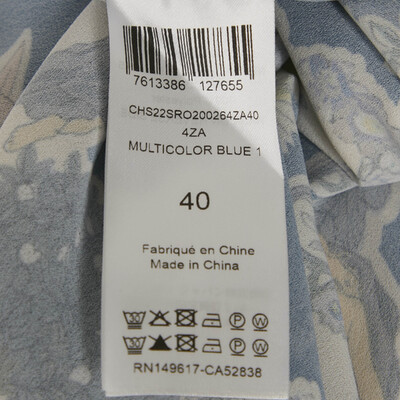 7613386 127655
CHS22SRO200264ZA40
4ZA
MULTICOLOR BLUE 1
40
Fabriqué en Chine
Made in China
RN149617-CA52838